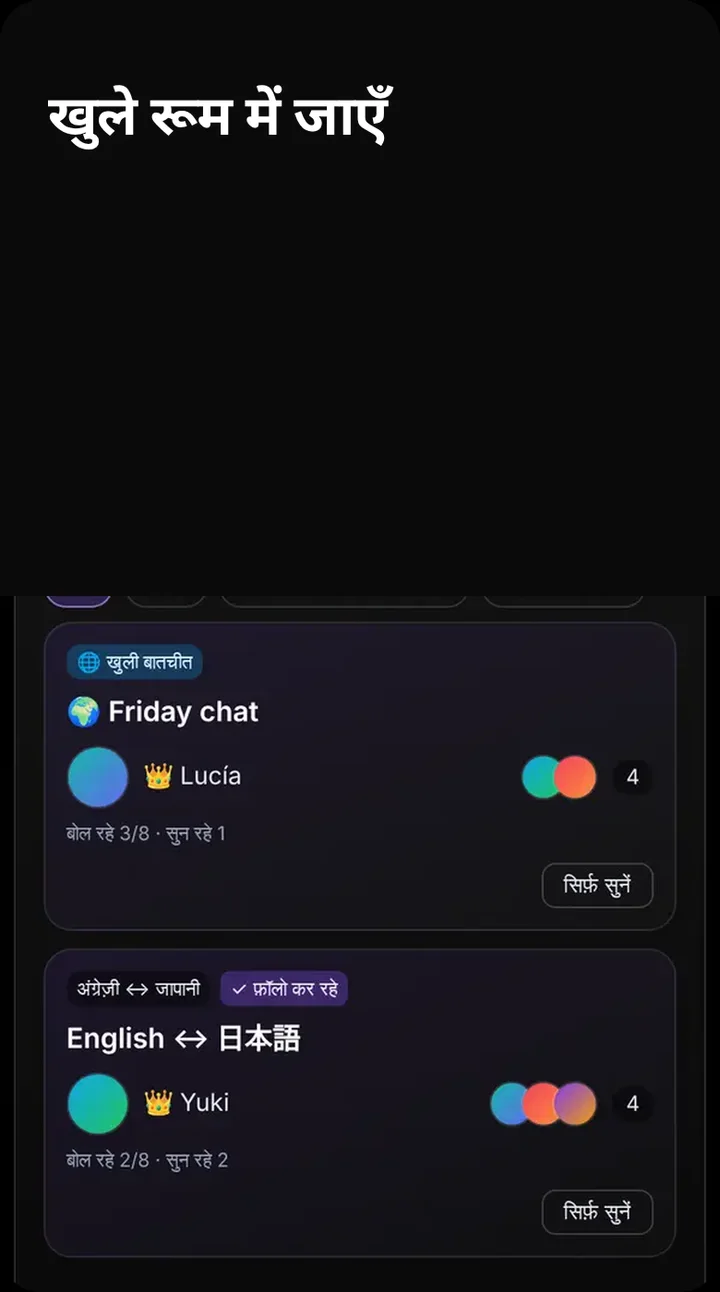 खुले रूम में जाएँ
खुली बातचीत
Friday chat
Lucía
4
बोल रहे 3/8 · सुन रहे 1
सिर्फ़ सुनें
अंग्रेज़ी ↔ जापानी
✓ फ़ॉलो कर रहे
English ↔ 日本語
Yuki
4
बोल रहे 2/8 · सुन रहे 2
सिर्फ़ सुनें